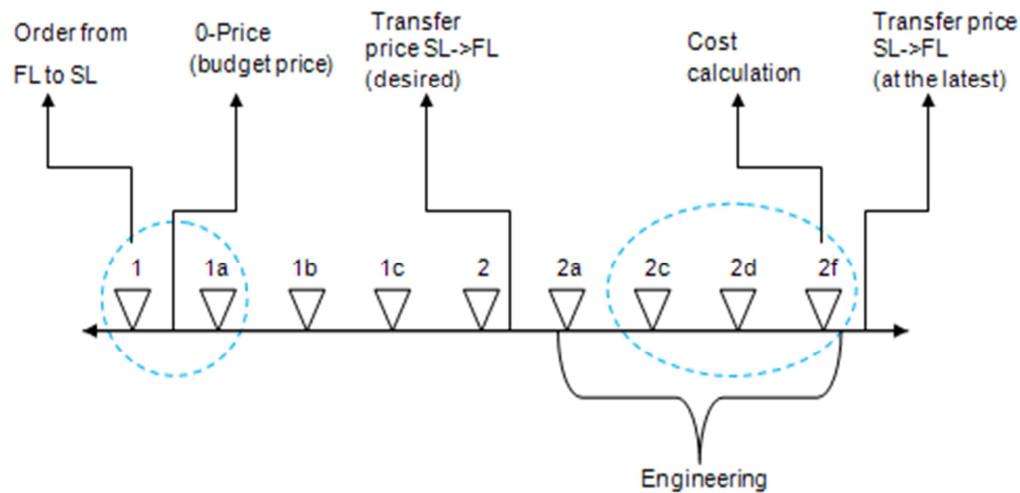 Order from
FL to SL
0-Price
(budget price)
Transfer
price SL->FL
(desired)
Cost
calculation
Transfer price
SL->FL
(at the latest)
1
1a
1b
1c
2
2a
2c
2d
2f
Engineering